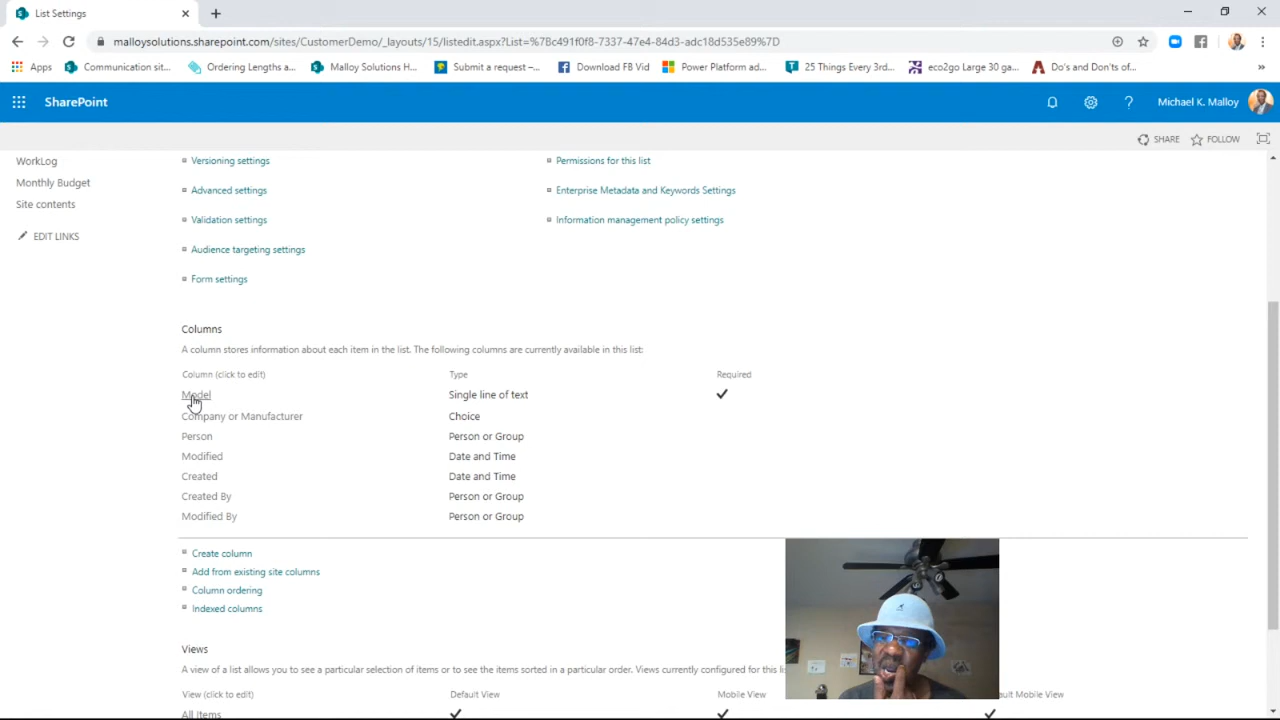 List Settings
malloysolutions.sharepoint.com/sites/CustomerDemo/_layouts/15/listedit.aspx?List=%7Bc491f0f8-7337-47e4-84d3-adc18d535e89%7D
Apps Communication sit... Ordering Lengths a... Malloy Solutions H... Submit a request –... Download FB Vid Power Platform ad... 25 Things Every 3rd... eco2go Large 30 ga... Do's and Don'ts of... »
SharePoint ? Michael K. Malloy
SHARE FOLLOW
WorkLog
Monthly Budget
Site contents
EDIT LINKS
Versioning settings Permissions for this list
Advanced settings Enterprise Metadata and Keywords Settings
Validation settings Information management policy settings
Audience targeting settings
Form settings
Columns
A column stores information about each item in the list. The following columns are currently available in this list:
Column (click to edit) Type Required
Model Single line of text
Company or Manufacturer Choice
Person Person or Group
Modified Date and Time
Created Date and Time
Created By Person or Group
Modified By Person or Group
Create column
Add from existing site columns
Column ordering
Indexed columns
Views
A view of a list allows you to see a particular selection of items or to see the items sorted in a particular order. Views currently configured for this li
View (click to edit) Default View Mobile View ault Mobile View
All Items